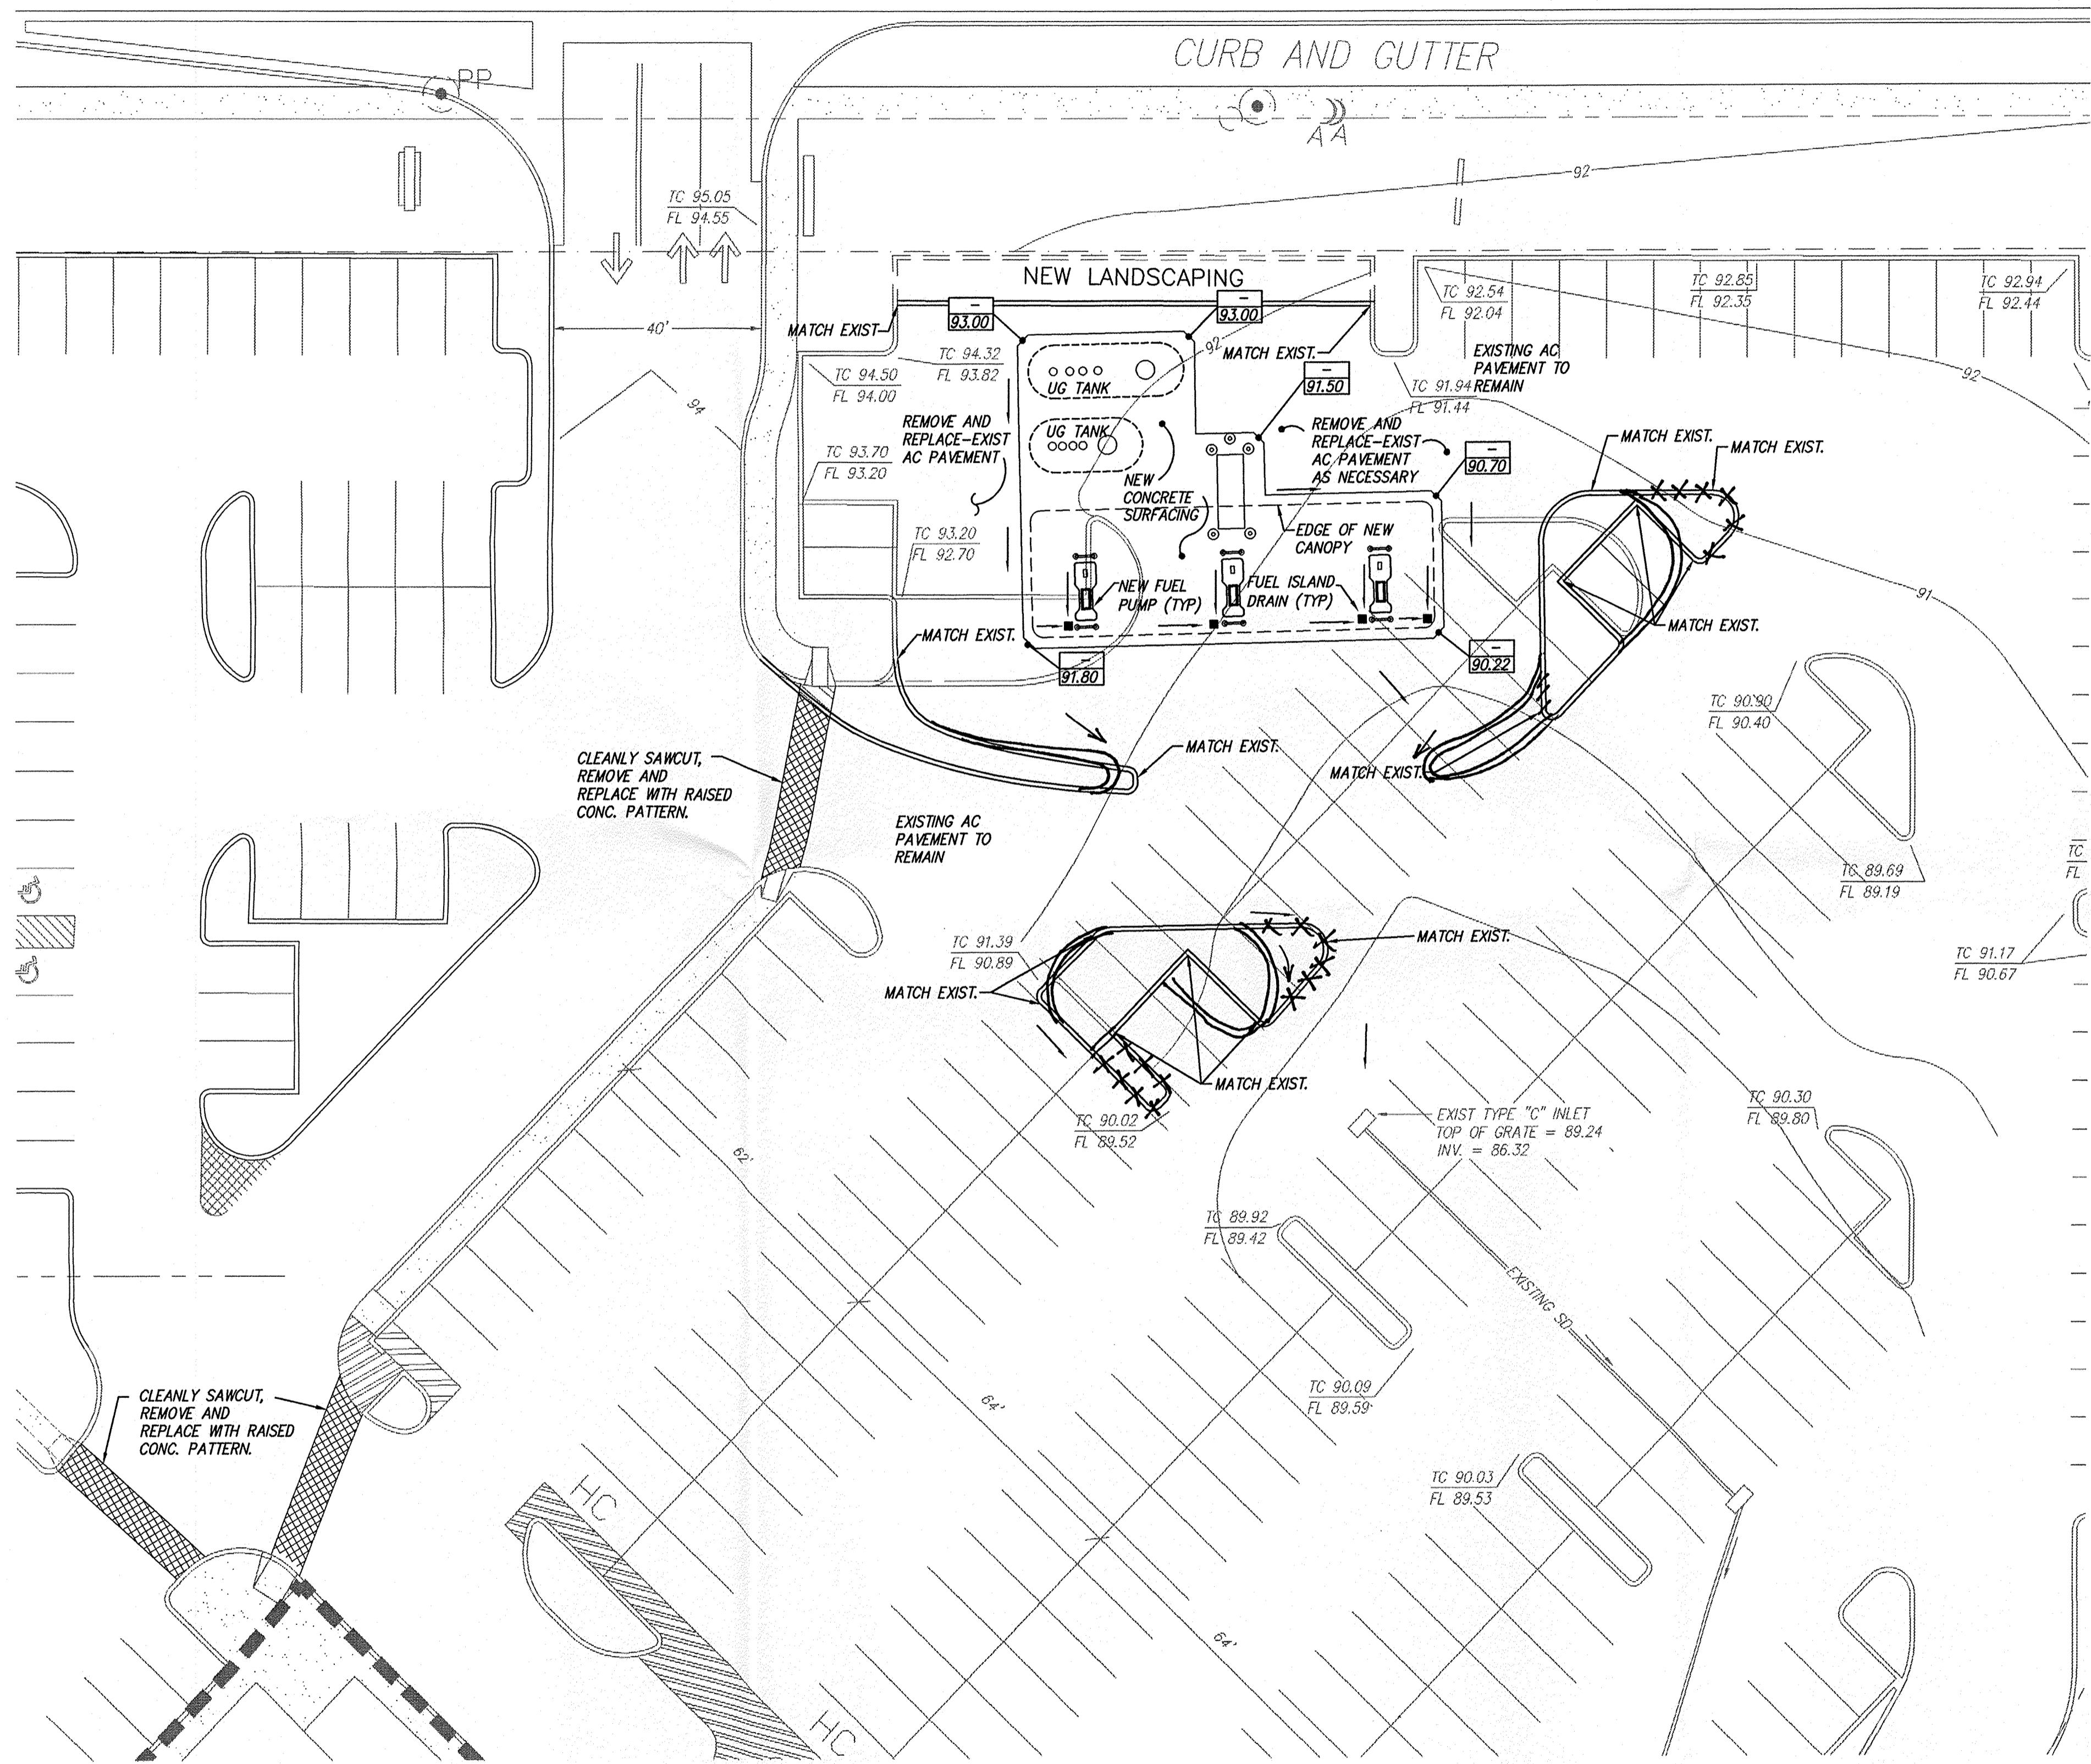 CURB AND GUTTER
PP
A A
92
TC 95.05
FL 94.55
NEW LANDSCAPING
93.00
93.00
MATCH EXIST
40'
TC 92.54
FL 92.04
TC 92.85
FL 92.35
TC 92.94
FL 92.44
TC 94.32
FL 93.82
TC 94.50
FL 94.00
UG TANK
92
MATCH EXIST.
91.50
EXISTING AC
PAVEMENT TO
REMAIN
TC 91.94
FL 91.44
92
94
REMOVE AND
REPLACE-EXIST
AC PAVEMENT
UG TANK
REMOVE AND
REPLACE-EXIST
AC PAVEMENT
AS NECESSARY
90.70
MATCH EXIST.
MATCH EXIST.
TC 93.70
FL 93.20
NEW
CONCRETE
SURFACING
EDGE OF NEW
CANOPY
TC 93.20
FL 92.70
NEW FUEL
PUMP (TYP)
FUEL ISLAND
DRAIN (TYP)
91
MATCH EXIST.
MATCH EXIST.
91.80
90.22
TC 90.90
FL 90.40
MATCH EXIST.
MATCH EXIST.
CLEANLY SAWCUT,
REMOVE AND
REPLACE WITH RAISED
CONC. PATTERN.
EXISTING AC
PAVEMENT TO
REMAIN
TC 89.69
FL 89.19
TC
FL
TC 91.39
FL 90.89
MATCH EXIST.
MATCH EXIST.
TC 91.17
FL 90.67
MATCH EXIST.
TC 90.02
FL 89.52
EXIST TYPE "C" INLET
TOP OF GRATE = 89.24
INV. = 86.32
TC 90.30
FL 89.80
62'
TC 89.92
FL 89.42
EXISTING SD
TC 90.09
FL 89.59
64'
CLEANLY SAWCUT,
REMOVE AND
REPLACE WITH RAISED
CONC. PATTERN.
TC 90.03
FL 89.53
HC
64'
HC